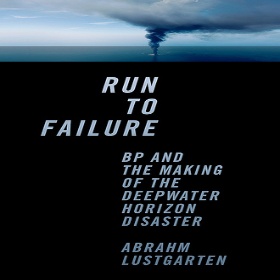 RUN
TO
FAILURE
BP AND
THE MAKING
OF THE
DEEPWATER
HORIZON
DISASTER
ABRAHM
LUSTGARTEN